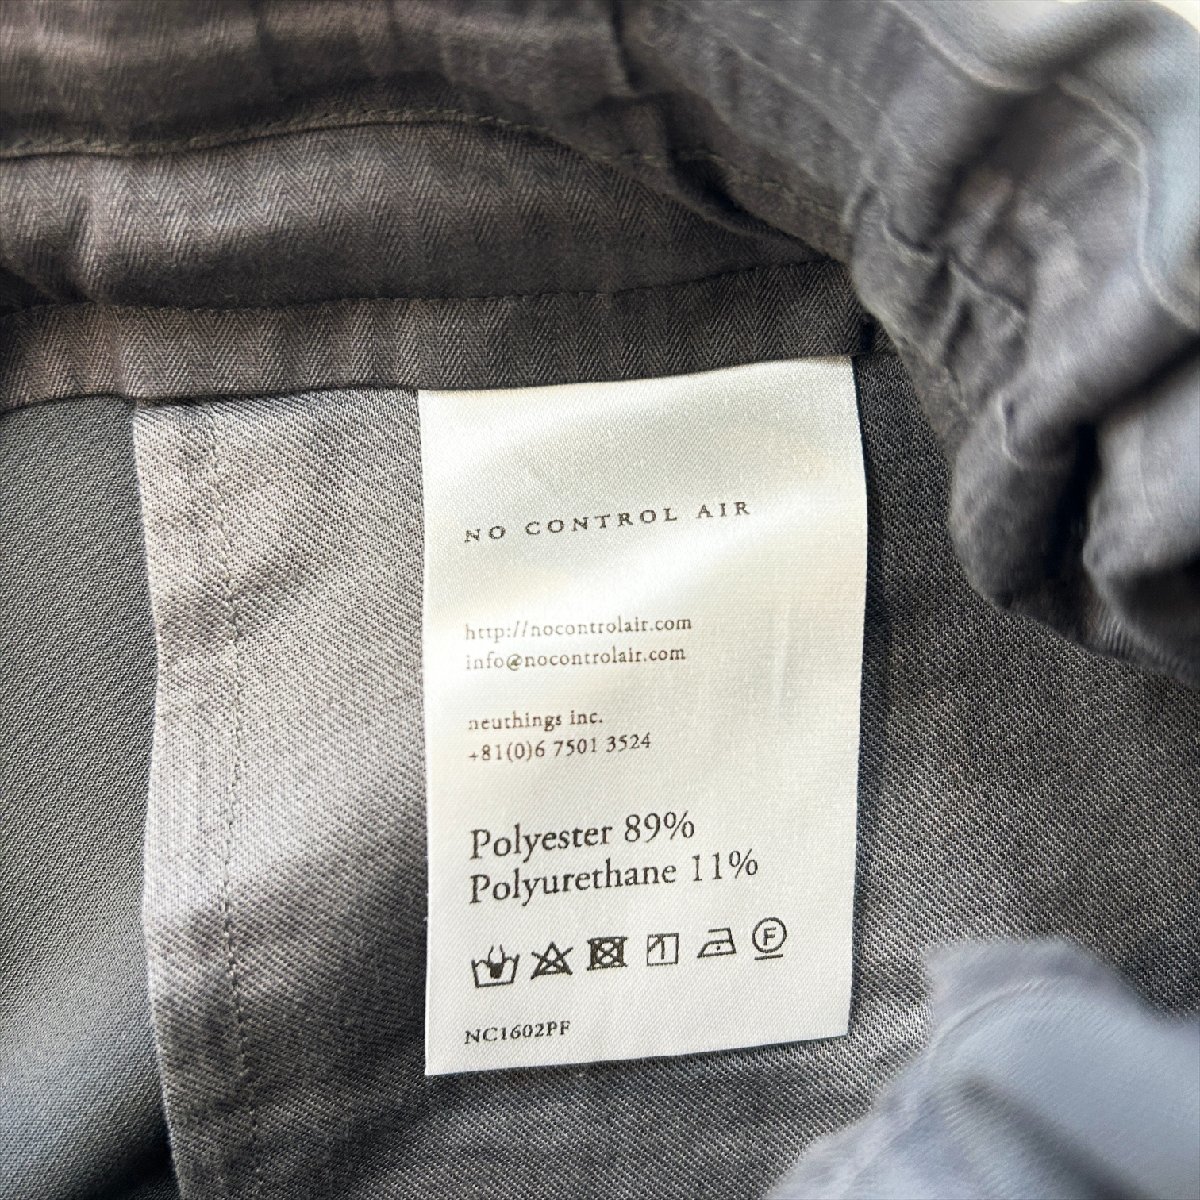 NO CONTROL AIR
http://nocontrolair.com
info@nocontrolair.com
neuthings inc.
+81(0)6 7501 3524
Polyester 89%
Polyurethane 11%
F
NC1602PF